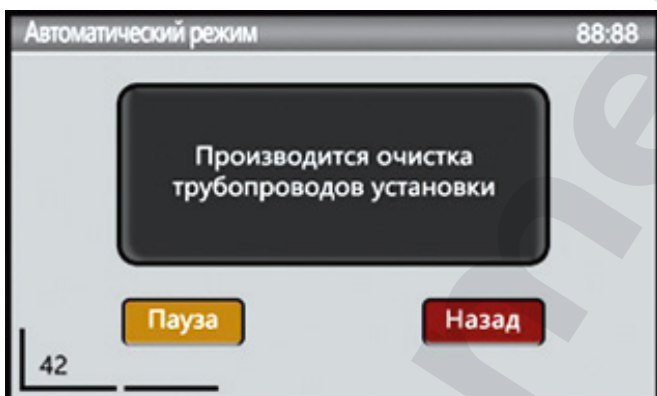 Автоматический режим 88:88
Производится очистка
трубопроводов установки
Пауза Назад
42